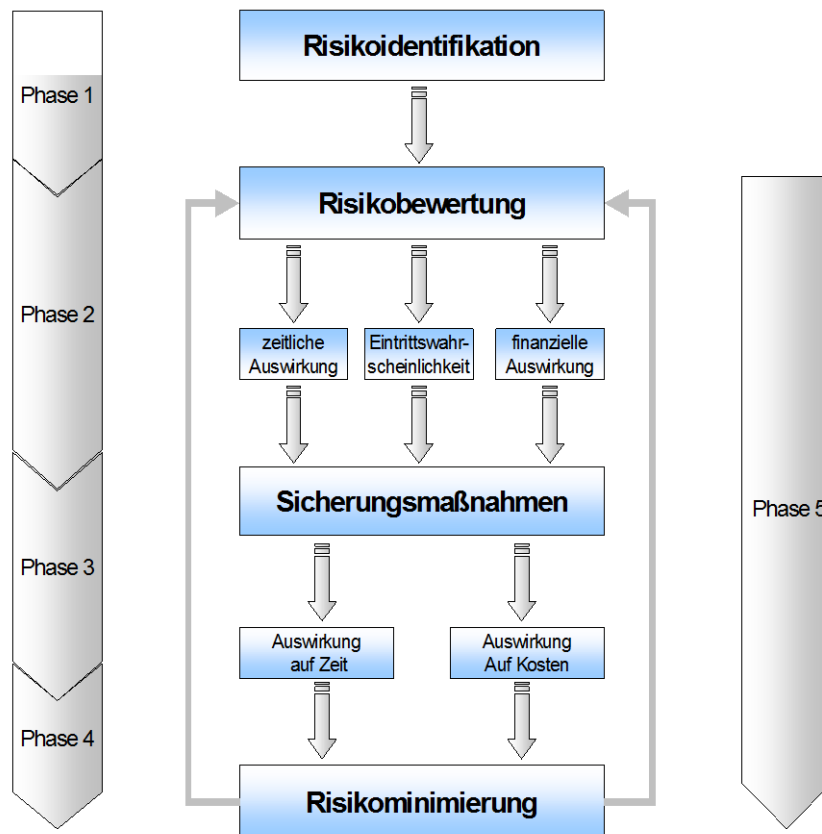 Risikoidentifikation
Phase 1
Risikobewertung
Phase 2
zeitliche
Auswirkung
Eintrittswahr-
scheinlichkeit
finanzielle
Auswirkung
Sicherungsmaßnahmen
Phase 5
Phase 3
Auswirkung
auf Zeit
Auswirkung
Auf Kosten
Phase 4
Risikominimierung